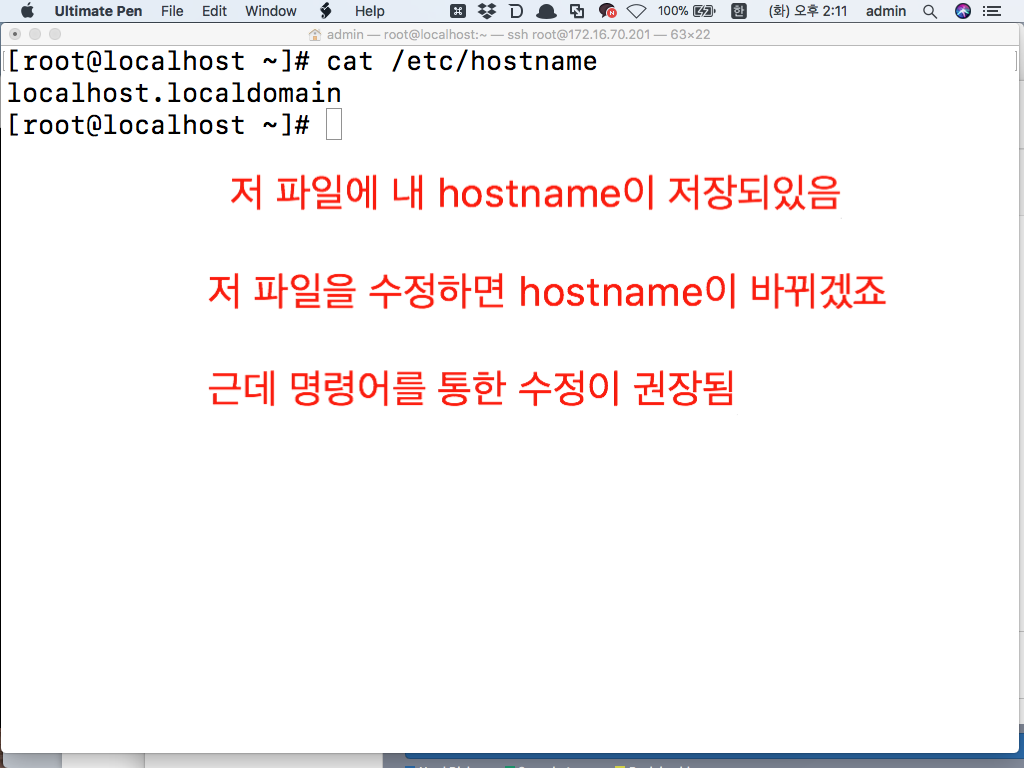 Ultimate Pen File Edit Window Help 100% 한 (화) 오후 2:11 admin
admin — root@localhost:~ — ssh root@172.16.70.201 — 63×22
[root@localhost ~]# cat /etc/hostname
localhost.localdomain
[root@localhost ~]#
저 파일에 내 hostname이 저장되있음
저 파일을 수정하면 hostname이 바뀌겠죠
근데 명령어를 통한 수정이 권장됨